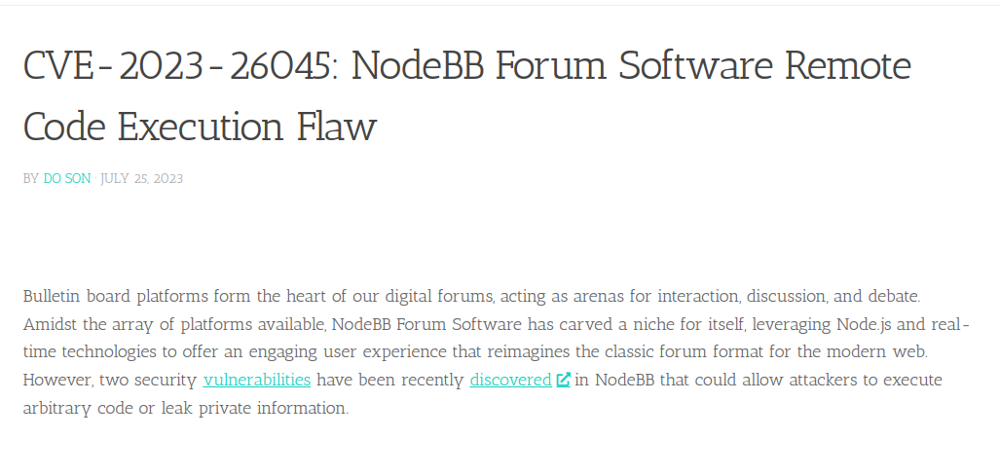 CVE-2023-26045: NodeBB Forum Software Remote
Code Execution Flaw
BY DO SON · JULY 25, 2023
Bulletin board platforms form the heart of our digital forums, acting as arenas for interaction, discussion, and debate.
Amidst the array of platforms available, NodeBB Forum Software has carved a niche for itself, leveraging Node.js and real-
time technologies to offer an engaging user experience that reimagines the classic forum format for the modern web.
However, two security vulnerabilities have been recently discovered in NodeBB that could allow attackers to execute
arbitrary code or leak private information.